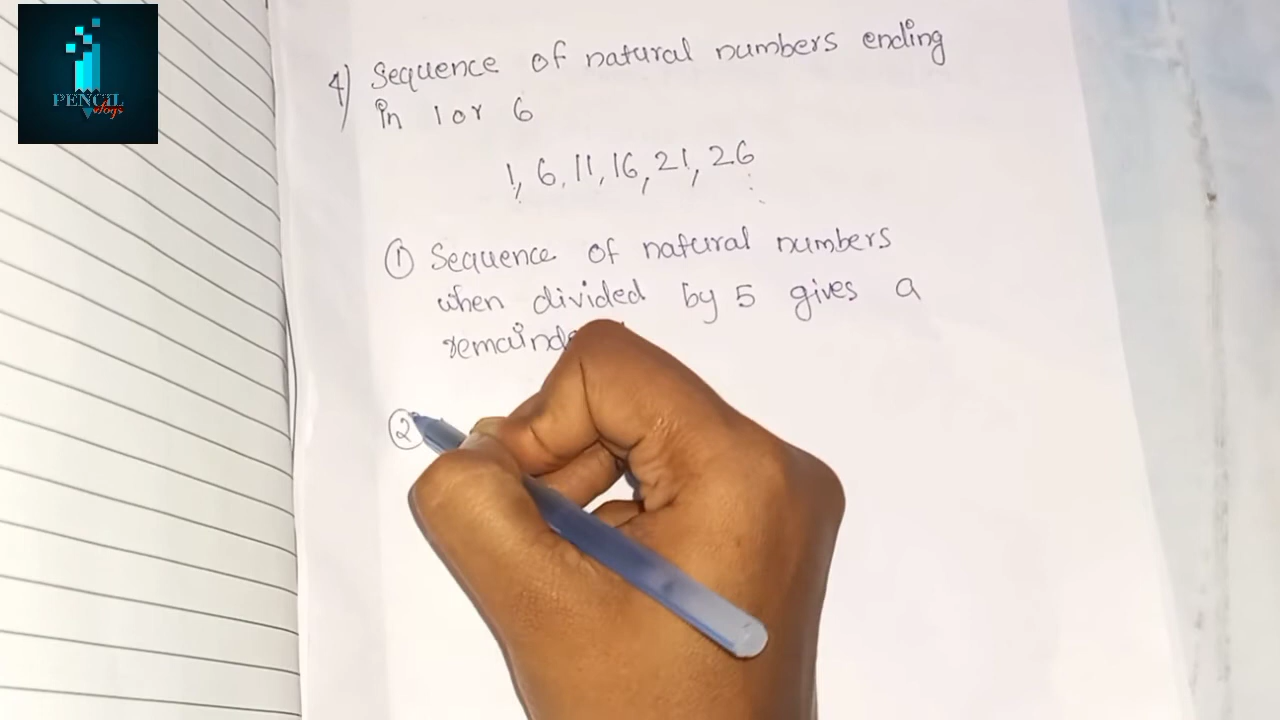 PENCIL
vlogs
4) Sequence of natural numbers ending
in 1 or 6
1, 6, 11, 16, 21, 26
① Sequence of natural numbers
when divided by 5 gives a
②